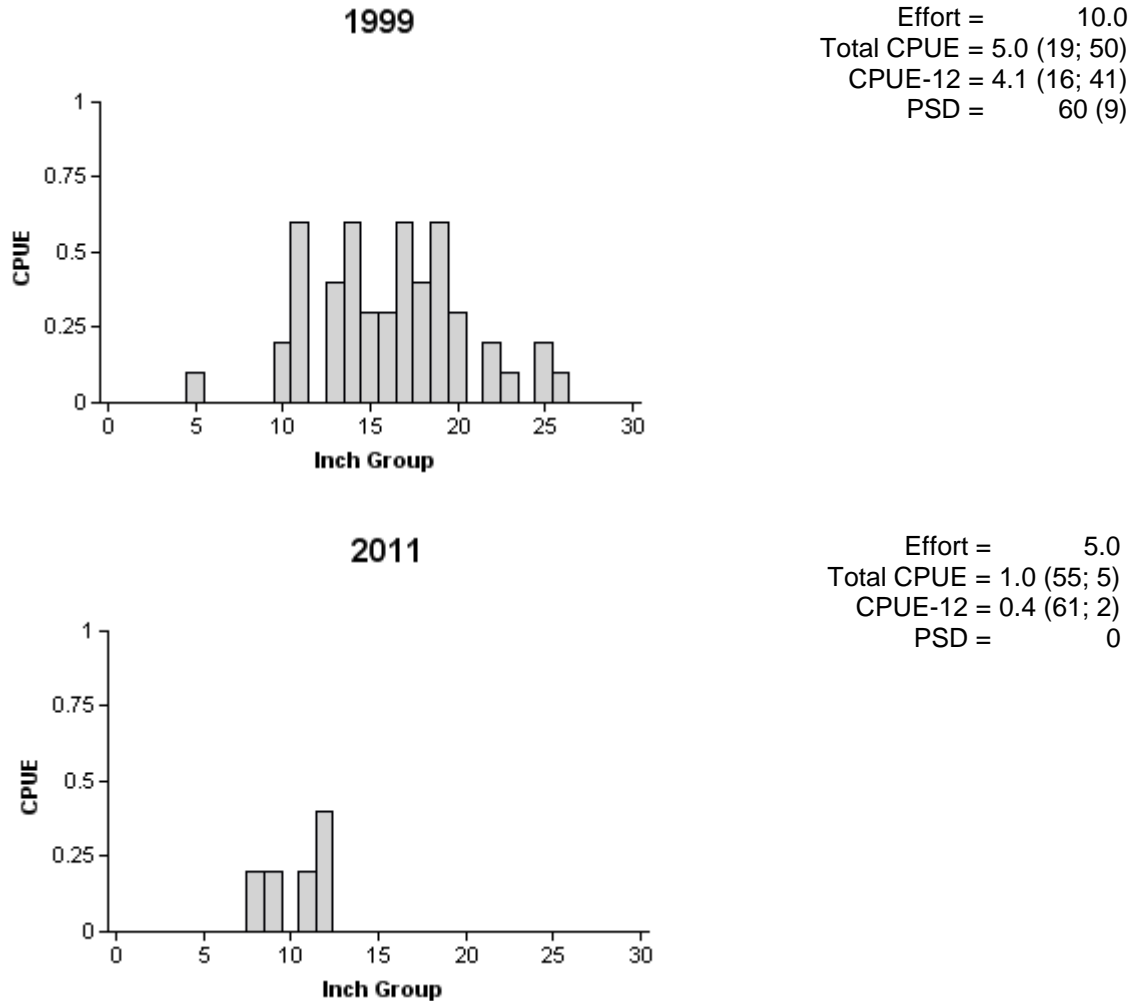 1999
Effort = 10.0
Total CPUE = 5.0 (19; 50)
CPUE-12 = 4.1 (16; 41)
PSD = 60 (9)
1
0.75
0.5
0.25
0
CPUE
0 5 10 15 20 25 30
Inch Group
2011
Effort = 5.0
Total CPUE = 1.0 (55; 5)
CPUE-12 = 0.4 (61; 2)
PSD = 0
1
0.75
0.5
0.25
0
CPUE
0 5 10 15 20 25 30
Inch Group